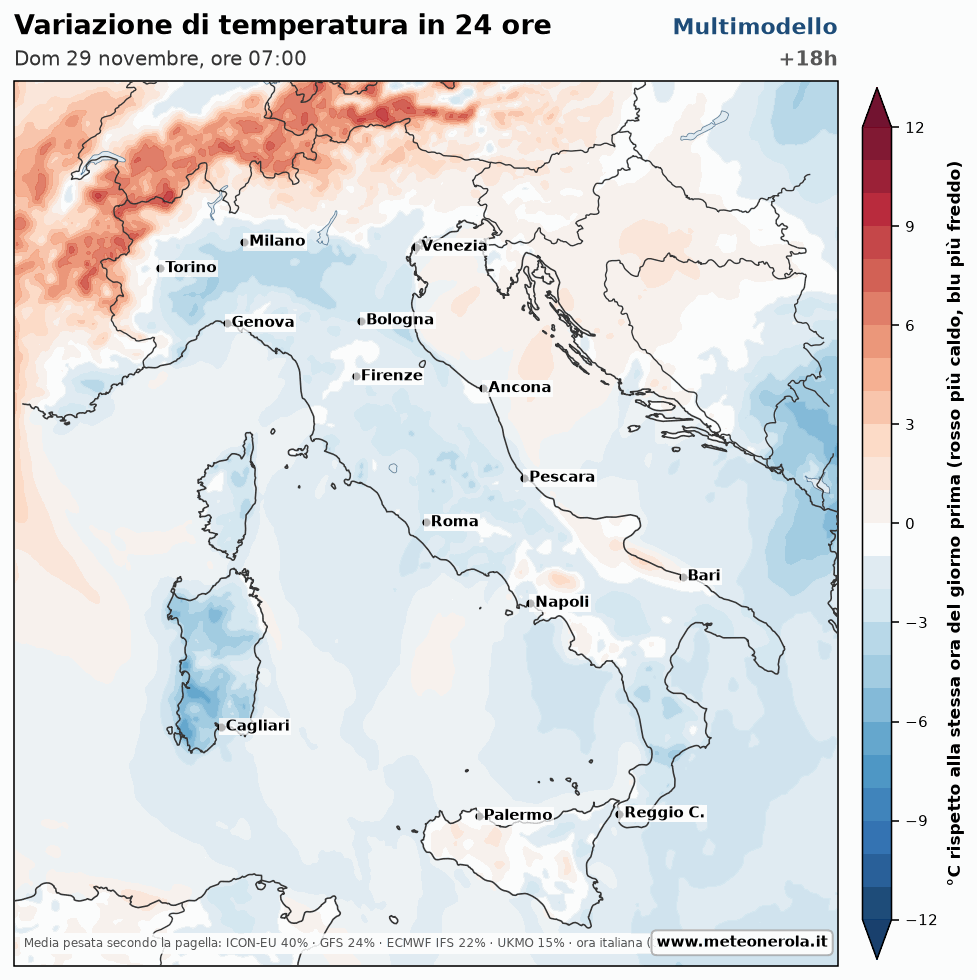 Variazione di temperatura in 24 ore
Multimodello
Dom 29 novembre, ore 07:00
+18h
12
9
6
3
0
−3
−6
−9
−12
°C rispetto alla stessa ora del giorno prima (rosso più caldo, blu più freddo)
Milano
Venezia
Torino
Genova
Bologna
Firenze
Ancona
Pescara
Roma
Bari
Napoli
Cagliari
Palermo
Reggio C.
Media pesata secondo la pagella: ICON-EU 40% · GFS 24% · ECMWF IFS 22% · UKMO 15% · ora italiana (
www.meteonerola.it